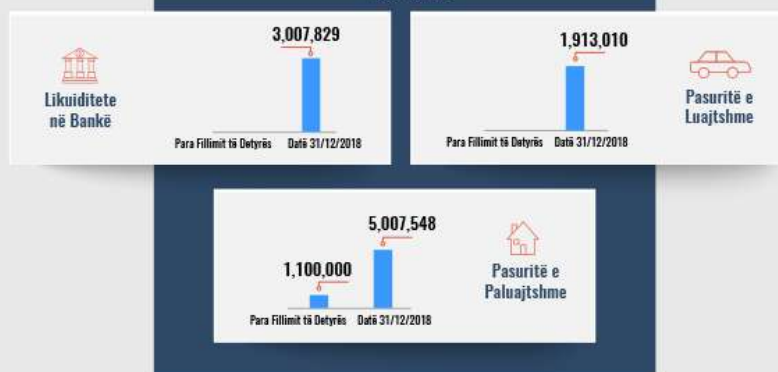 3,007,829
Likuiditete
në Bankë
Para Fillimit të Detyrës Datë 31/12/2018
1,913,010
Pasuritë e
Luajtshme
Para Fillimit të Detyrës Datë 31/12/2018
5,007,548
1,100,000
Pasuritë e
Paluajtshme
Para Fillimit të Detyrës Datë 31/12/2018